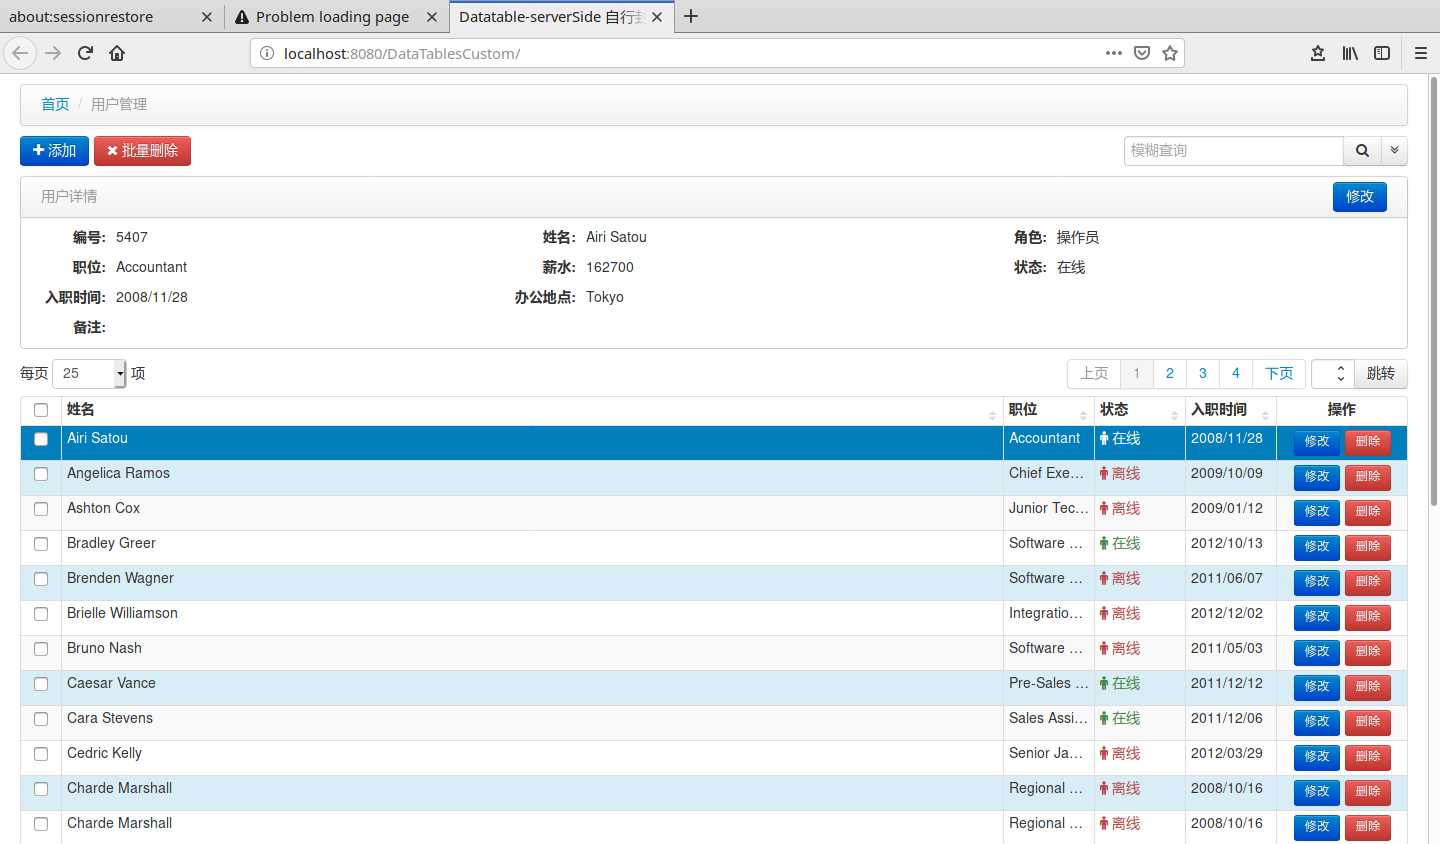 about:sessionrestore
Problem loading page
Datatable-serverSide 自行
localhost:8080/DataTablesCustom/
首页 / 用户管理
添加 批量删除 模糊查询
用户详情 修改
编号: 5407 姓名: Airi Satou 角色: 操作员
职位: Accountant 薪水: 162700 状态: 在线
入职时间: 2008/11/28 办公地点: Tokyo
备注:
每页 25 项 上页 1 2 3 4 下页 跳转
姓名 职位 状态 入职时间 操作
Airi Satou Accountant 在线 2008/11/28 修改 删除
Angelica Ramos Chief Exe... 离线 2009/10/09 修改 删除
Ashton Cox Junior Tec... 离线 2009/01/12 修改 删除
Bradley Greer Software ... 在线 2012/10/13 修改 删除
Brenden Wagner Software ... 离线 2011/06/07 修改 删除
Brielle Williamson Integratio... 离线 2012/12/02 修改 删除
Bruno Nash Software ... 离线 2011/05/03 修改 删除
Caesar Vance Pre-Sales ... 在线 2011/12/12 修改 删除
Cara Stevens Sales Assi... 在线 2011/12/06 修改 删除
Cedric Kelly Senior Ja... 离线 2012/03/29 修改 删除
Charde Marshall Regional ... 离线 2008/10/16 修改 删除
Charde Marshall Regional ... 离线 2008/10/16 修改 删除